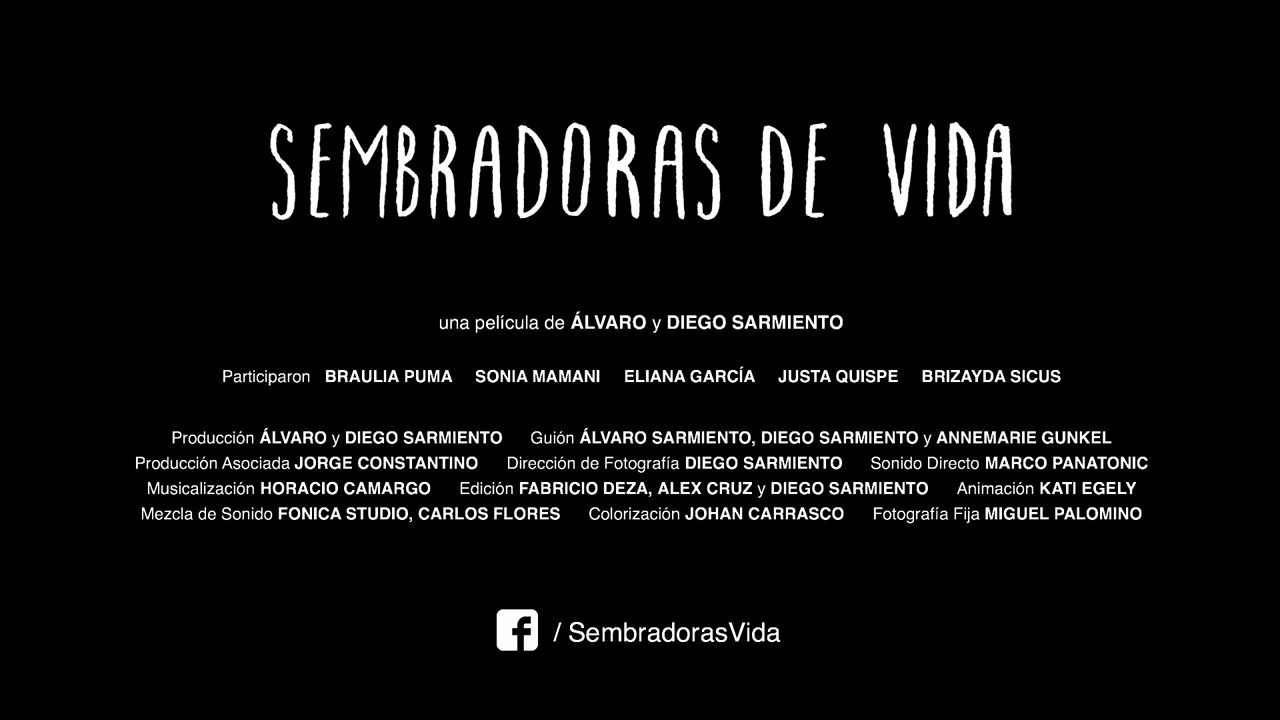 SEMBRADORAS DE VIDA
una película de ÁLVARO y DIEGO SARMIENTO
Participaron BRAULIA PUMA SONIA MAMANI ELIANA GARCÍA JUSTA QUISPE BRIZAYDA SICUS
Producción ÁLVARO y DIEGO SARMIENTO Guión ÁLVARO SARMIENTO, DIEGO SARMIENTO y ANNEMARIE GUNKEL
Producción Asociada JORGE CONSTANTINO Dirección de Fotografía DIEGO SARMIENTO Sonido Directo MARCO PANATONIC
Musicalización HORACIO CAMARGO Edición FABRICIO DEZA, ALEX CRUZ y DIEGO SARMIENTO Animación KATI EGELY
Mezcla de Sonido FONICA STUDIO, CARLOS FLORES Colorización JOHAN CARRASCO Fotografía Fija MIGUEL PALOMINO
/ SembradorasVida